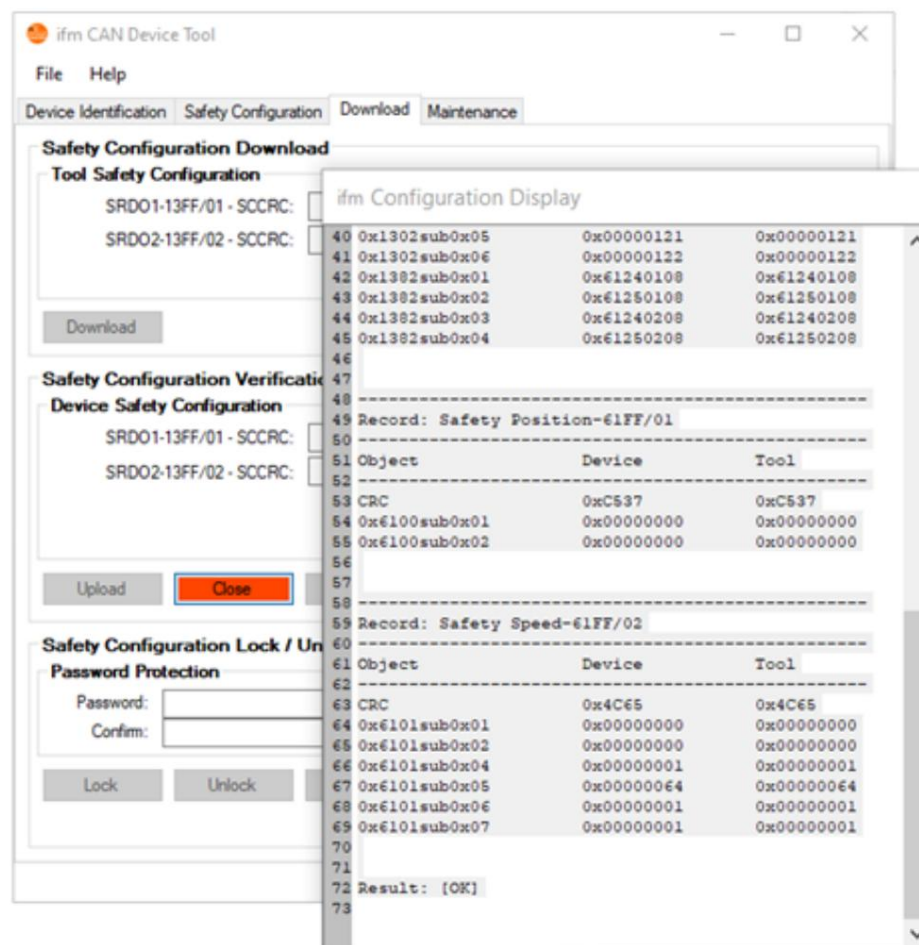 ifm CAN Device Tool
File Help
Device Identification Safety Configuration Download Maintenance
Safety Configuration Download
Tool Safety Configuration
SRDO1-13FF/01 - SCCRC:
SRDO2-13FF/02 - SCCRC:
Download
Safety Configuration Verificatio
Device Safety Configuration
SRDO1-13FF/01 - SCCRC:
SRDO2-13FF/02 - SCCRC:
Upload Close
Safety Configuration Lock / Un
Password Protection
Password:
Confirm:
Lock Unlock
ifm Configuration Display
40 0x1302sub0x05 0x00000121 0x00000121
41 0x1302sub0x06 0x00000122 0x00000122
42 0x1382sub0x01 0x61240108 0x61240108
43 0x1382sub0x02 0x61250108 0x61250108
44 0x1382sub0x03 0x61240208 0x61240208
45 0x1382sub0x04 0x61250208 0x61250208
46
47
48 --------------------------------------------------
49 Record: Safety Position-61FF/01
50 --------------------------------------------------
51 Object Device Tool
52 --------------------------------------------------
53 CRC 0xC537 0xC537
54 0x6100sub0x01 0x00000000 0x00000000
55 0x6100sub0x02 0x00000000 0x00000000
56
57
58 --------------------------------------------------
59 Record: Safety Speed-61FF/02
60 --------------------------------------------------
61 Object Device Tool
62 --------------------------------------------------
63 CRC 0x4C65 0x4C65
64 0x6101sub0x01 0x00000000 0x00000000
65 0x6101sub0x02 0x00000000 0x00000000
66 0x6101sub0x04 0x00000001 0x00000001
67 0x6101sub0x05 0x00000064 0x00000064
68 0x6101sub0x06 0x00000001 0x00000001
69 0x6101sub0x07 0x00000001 0x00000001
70
71
72 Result: [OK]
73